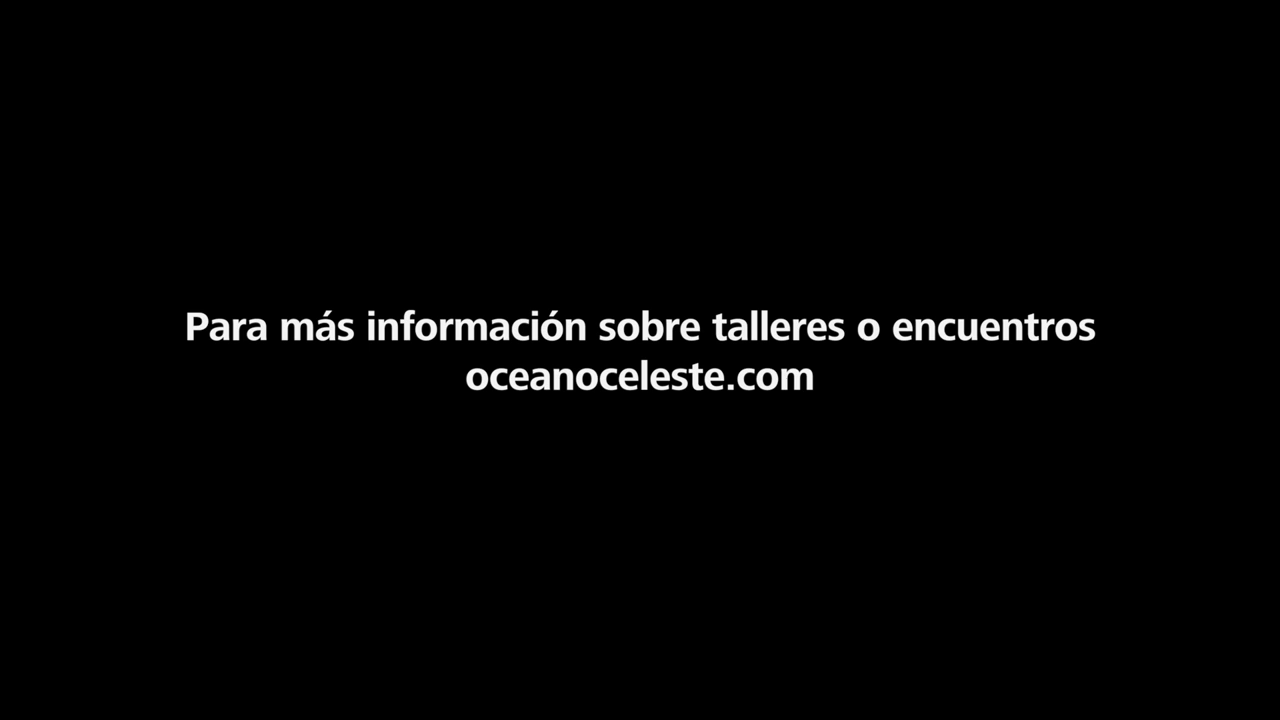 Para más información sobre talleres o encuentros
oceanoceleste.com